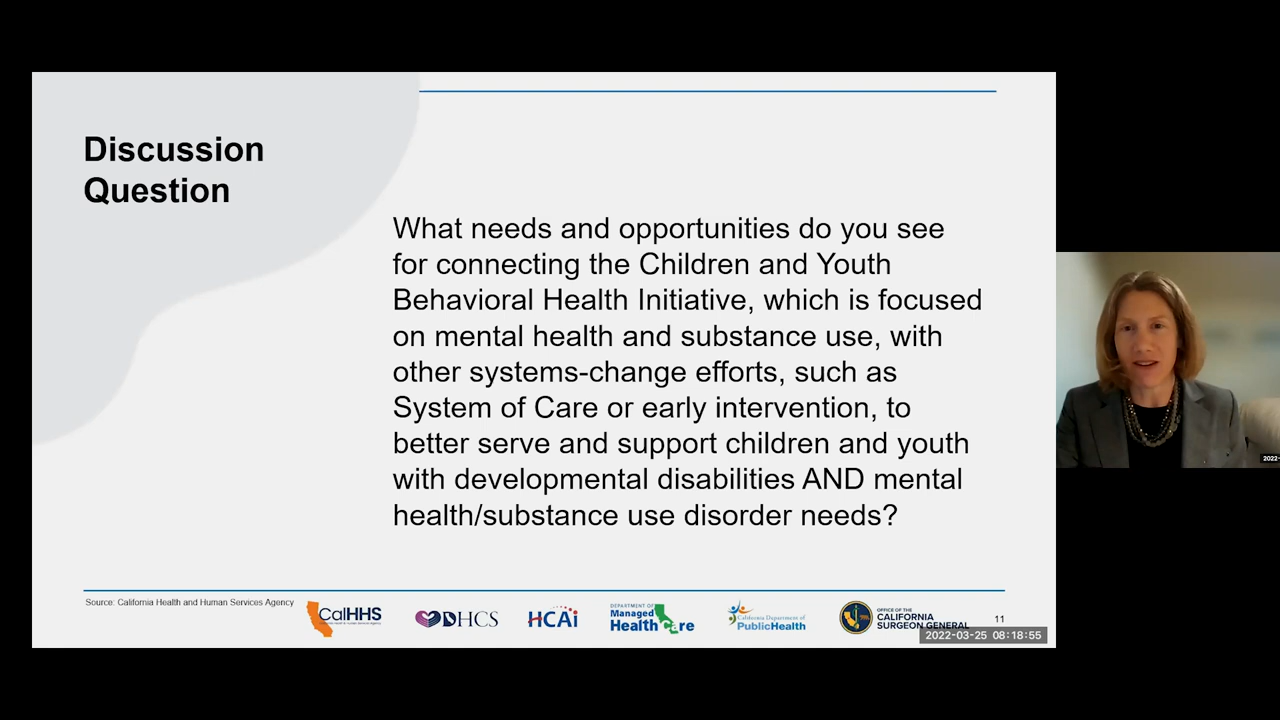 Discussion
Question
What needs and opportunities do you see
for connecting the Children and Youth
Behavioral Health Initiative, which is focused
on mental health and substance use, with
other systems-change efforts, such as
System of Care or early intervention, to
better serve and support children and youth
with developmental disabilities AND mental
health/substance use disorder needs?
Source: California Health and Human Services Agency
CalHHS
DHCS
HCAi
DEPARTMENT OF
Managed
HealthCare
California Department of
PublicHealth
OFFICE OF THE
CALIFORNIA
SURGEON GENERAL
11
2022-03-25 08:18:55
2022-